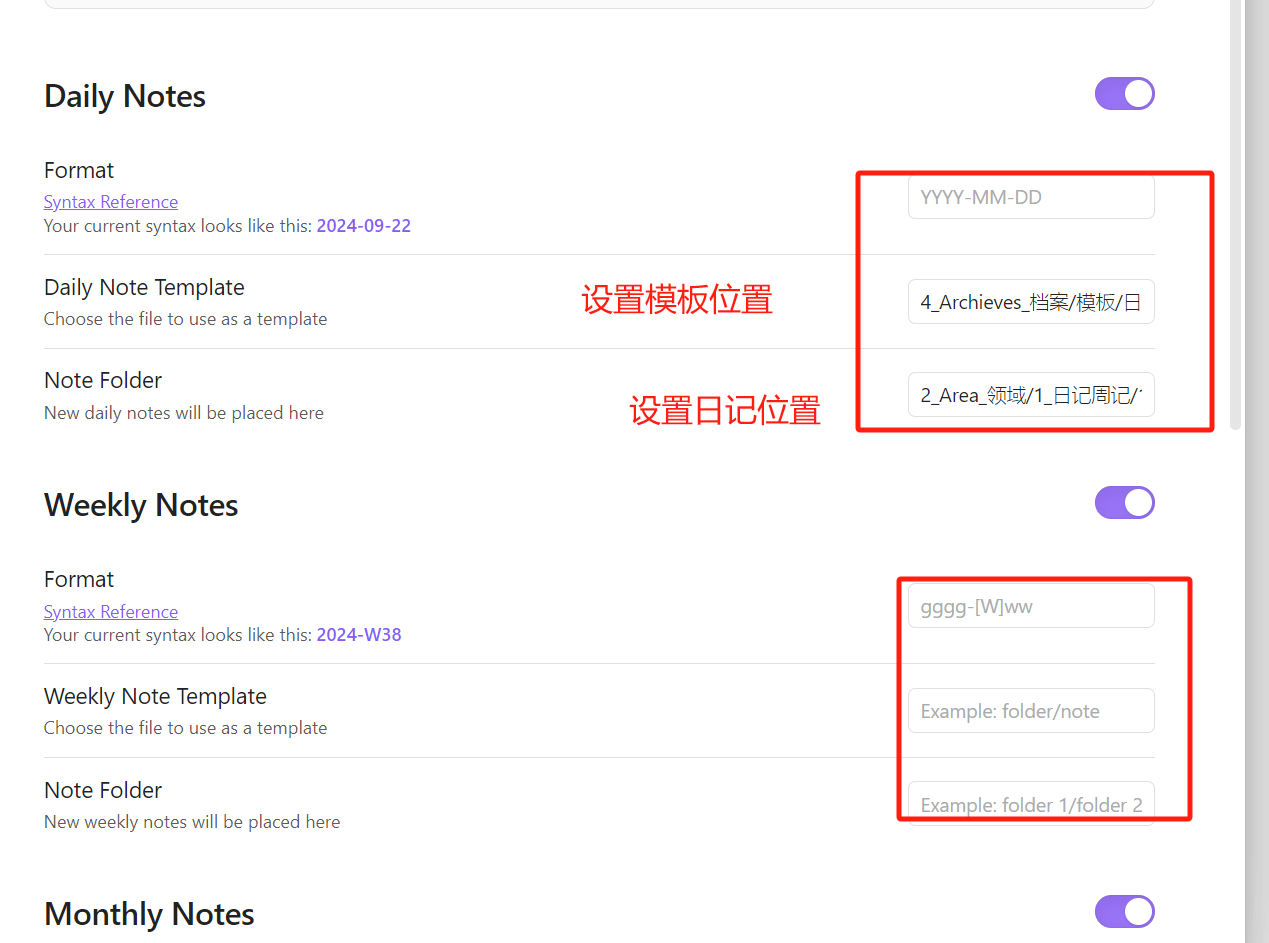 Daily Notes
Format
Syntax Reference
YYYY-MM-DD
Your current syntax looks like this: 2024-09-22
Daily Note Template
设置模板位置
4_Archieves_档案/模板/日
Choose the file to use as a template
Note Folder
设置日记位置
2_Area_领域/1_日记周记/
New daily notes will be placed here
Weekly Notes
Format
Syntax Reference
gggg-[W]ww
Your current syntax looks like this: 2024-W38
Weekly Note Template
Example: folder/note
Choose the file to use as a template
Note Folder
Example: folder 1/folder 2
New weekly notes will be placed here
Monthly Notes